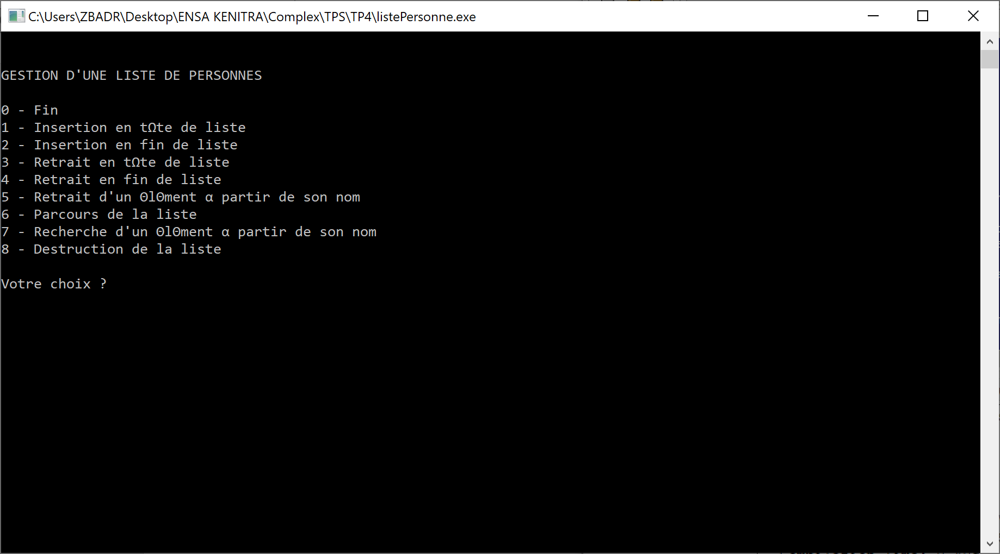 C:\Users\ZBADR\Desktop\ENSA KENITRA\Complex\TPS\TP4\listePersonne.exe
GESTION D'UNE LISTE DE PERSONNES
0 - Fin
1 - Insertion en tΩte de liste
2 - Insertion en fin de liste
3 - Retrait en tΩte de liste
4 - Retrait en fin de liste
5 - Retrait d'un ΘlΘment α partir de son nom
6 - Parcours de la liste
7 - Recherche d'un ΘlΘment α partir de son nom
8 - Destruction de la liste
Votre choix ?